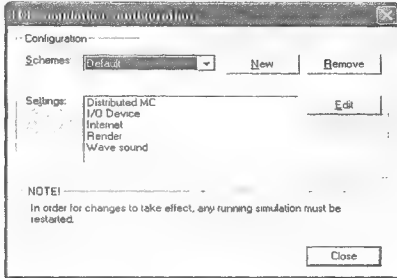 Configuration
Schemes: Default New Remove
Settings: Distributed MC Edit
I/O Device
Internet
Render
Wave sound
NOTE!
In order for changes to take effect, any running simulation must be
restarted.
Close